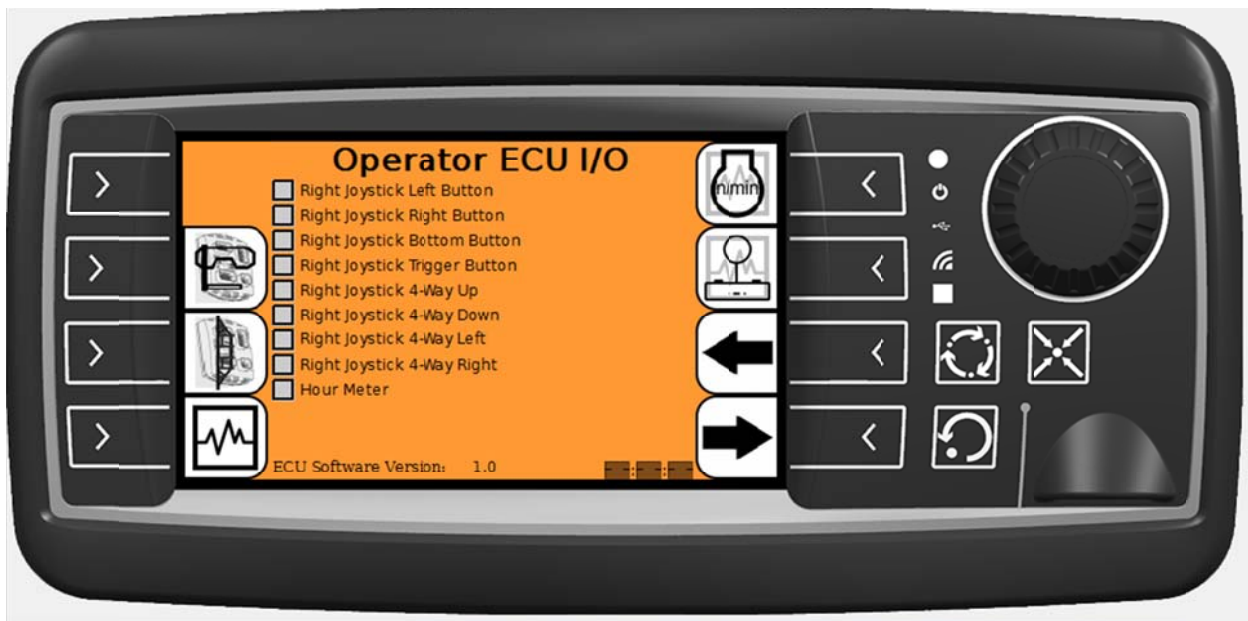 Operator ECU I/O
Right Joystick Left Button
Right Joystick Right Button
Right Joystick Bottom Button
Right Joystick Trigger Button
Right Joystick 4-Way Up
Right Joystick 4-Way Down
Right Joystick 4-Way Left
Right Joystick 4-Way Right
Hour Meter
n/min
ECU Software Version: 1.0
--:--:--